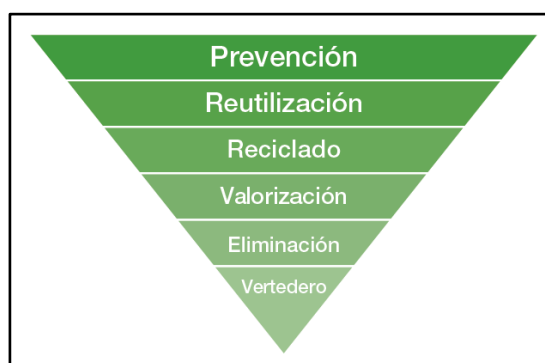 Prevención
Reutilización
Reciclado
Valorización
Eliminación
Vertedero